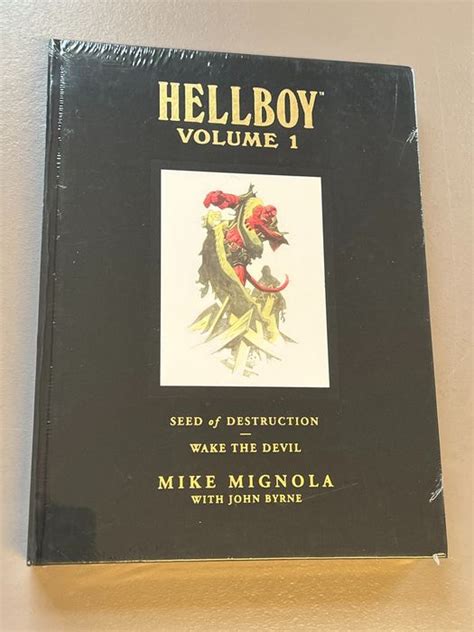 HELLBOY™
VOLUME 1
SEED of DESTRUCTION
—
WAKE THE DEVIL
MIKE MIGNOLA
WITH JOHN BYRNE